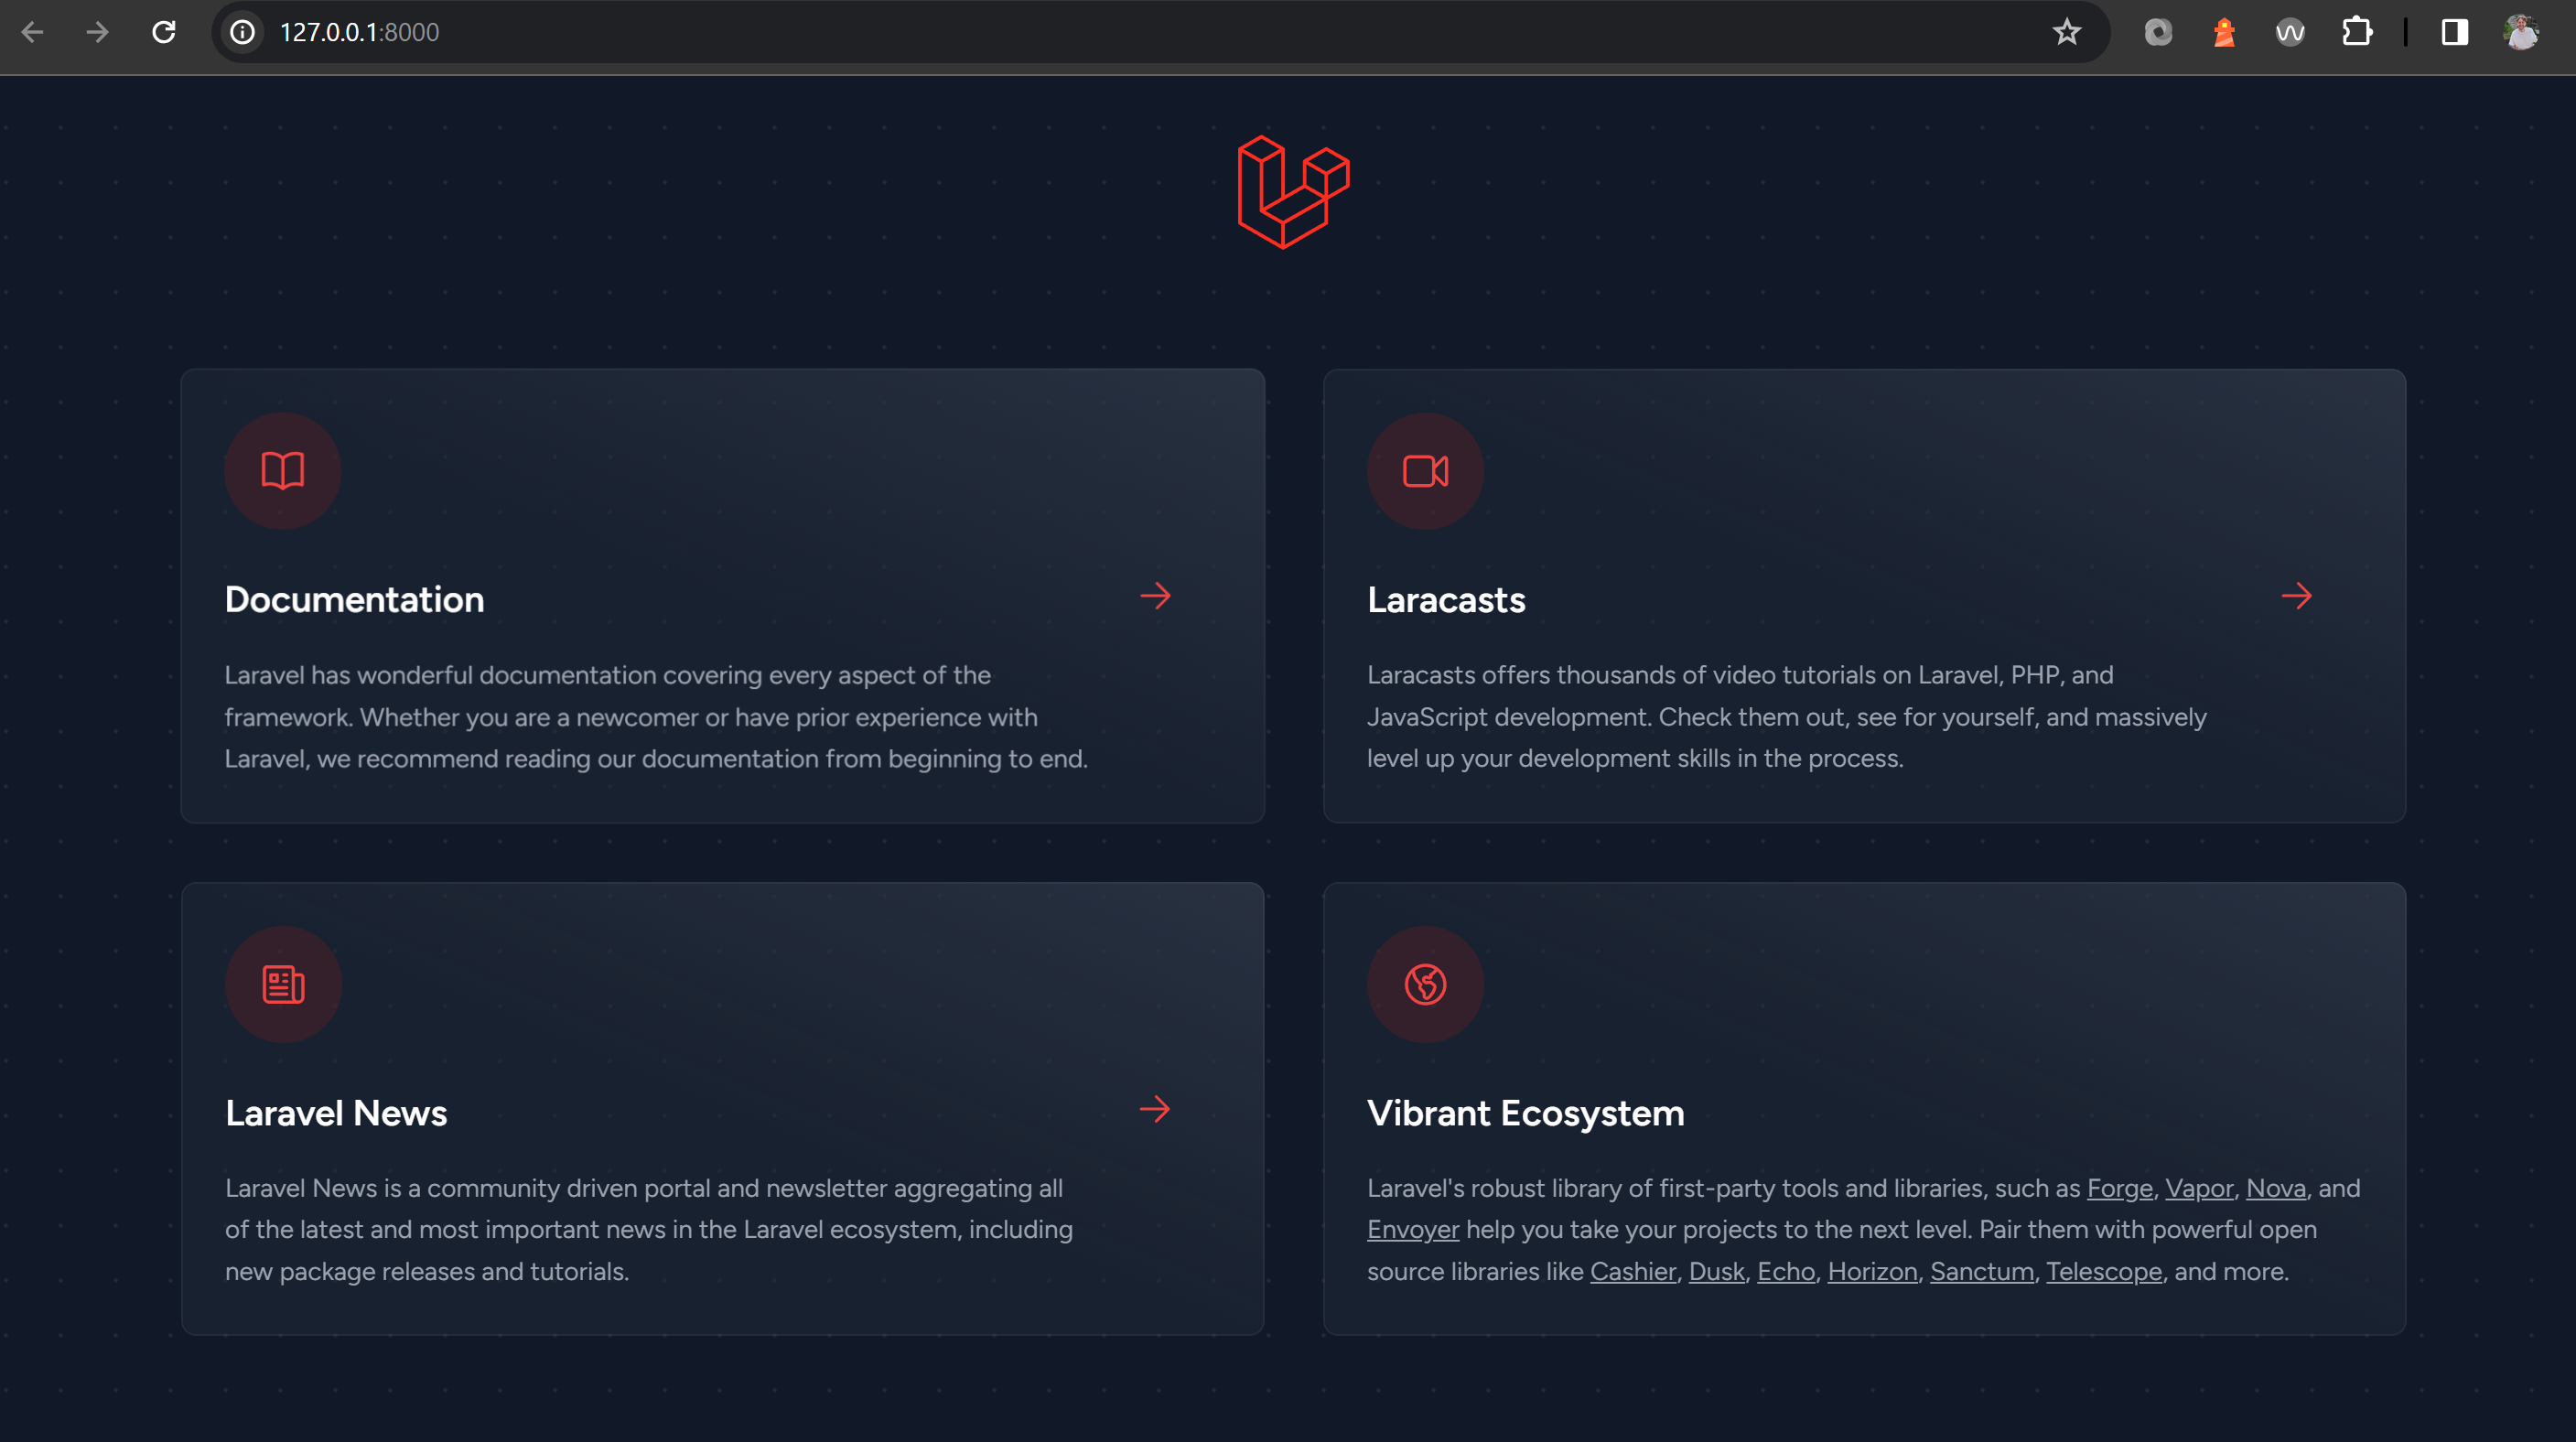 127.0.0.1:8000
Documentation
Laravel has wonderful documentation covering every aspect of the
framework. Whether you are a newcomer or have prior experience with
Laravel, we recommend reading our documentation from beginning to end.
Laracasts
Laracasts offers thousands of video tutorials on Laravel, PHP, and
JavaScript development. Check them out, see for yourself, and massively
level up your development skills in the process.
Laravel News
Laravel News is a community driven portal and newsletter aggregating all
of the latest and most important news in the Laravel ecosystem, including
new package releases and tutorials.
Vibrant Ecosystem
Laravel's robust library of first-party tools and libraries, such as Forge, Vapor, Nova, and
Envoyer help you take your projects to the next level. Pair them with powerful open
source libraries like Cashier, Dusk, Echo, Horizon, Sanctum, Telescope, and more.